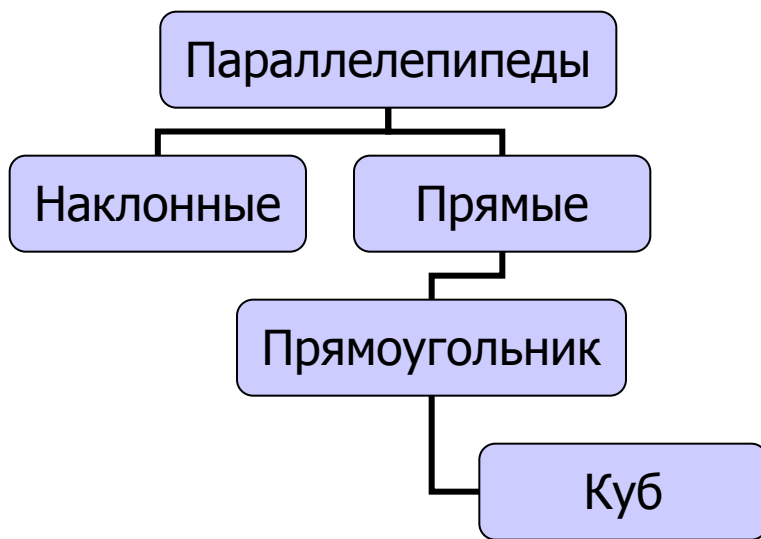 Параллелепипеды
Наклонные
Прямые
Прямоугольник
Куб